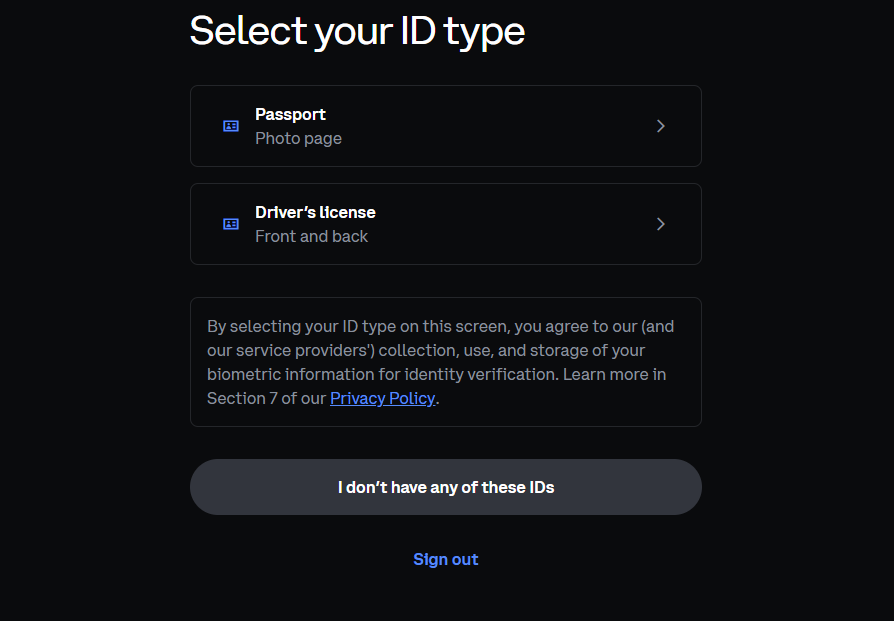 Select your ID type
Passport
Photo page
Driver’s license
Front and back
By selecting your ID type on this screen, you agree to our (and
our service providers') collection, use, and storage of your
biometric information for identity verification. Learn more in
Section 7 of our Privacy Policy.
I don’t have any of these IDs
Sign out